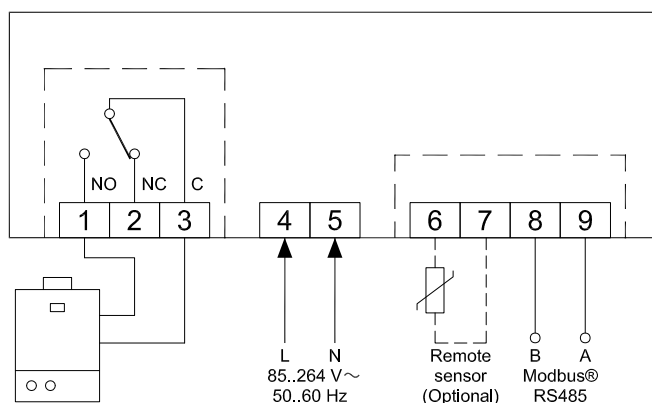 NO NC C
1 2 3 4 5 6 7 8 9
L N
85..264 V~
50..60 Hz
Remote
sensor
(Optional)
B A
Modbus®
RS485